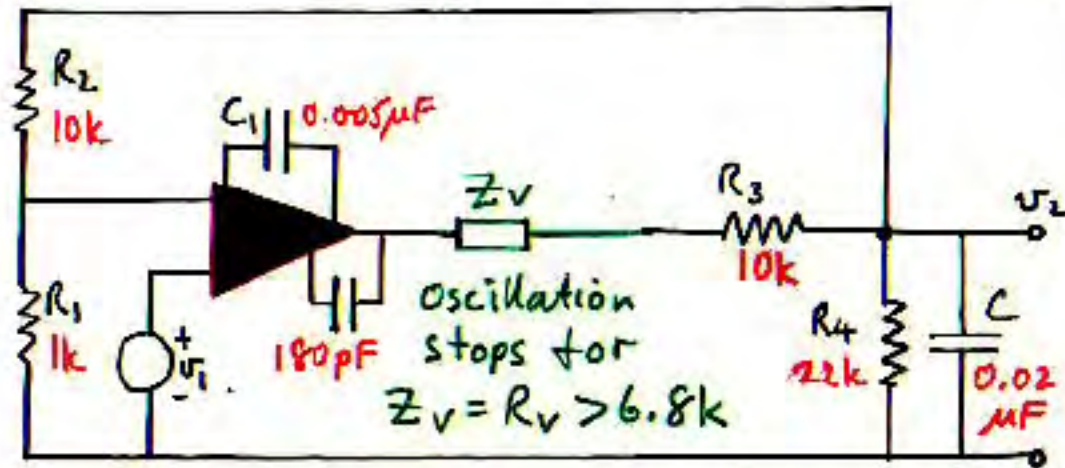 R2
10k
C1 0.005µF
Zv
R3
10k
v2
R1
1k
+
v1
-
180pF
Oscillation
stops for
Zv = Rv > 6.8k
R4
22k
C
0.02
µF